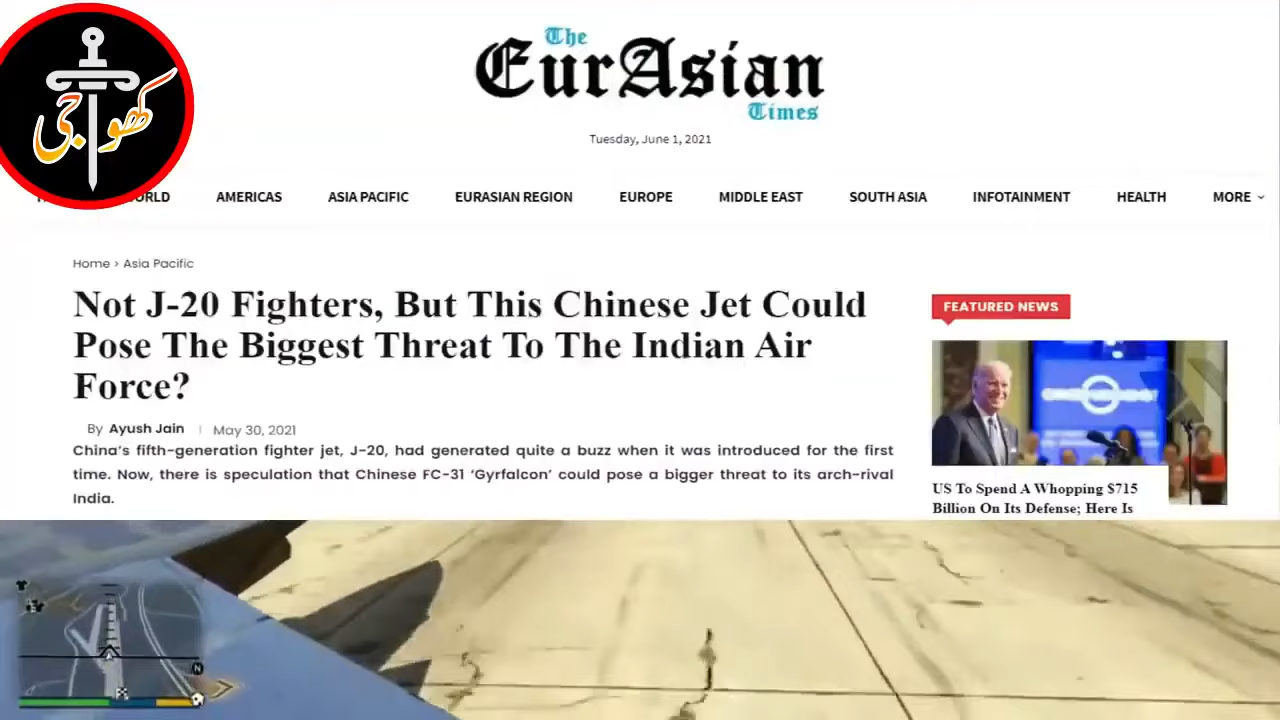 کھوجی
The
EurAsian
Times
Tuesday, June 1, 2021
AMERICAS ASIA PACIFIC EURASIAN REGION EUROPE MIDDLE EAST SOUTH ASIA INFOTAINMENT HEALTH MORE
Home > Asia Pacific
Not J-20 Fighters, But This Chinese Jet Could
Pose The Biggest Threat To The Indian Air
Force?
By Ayush Jain | May 30, 2021
China’s fifth-generation fighter jet, J-20, had generated quite a buzz when it was introduced for the first
time. Now, there is speculation that Chinese FC-31 ‘Gyrfalcon’ could pose a bigger threat to its arch-rival
India.
FEATURED NEWS
US To Spend A Whopping $715
Billion On Its Defense; Here Is
N